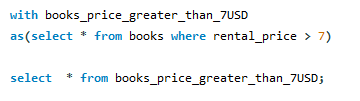 with books_price_greater_than_7USD
as(select * from books where rental_price > 7)
select  * from books_price_greater_than_7USD;